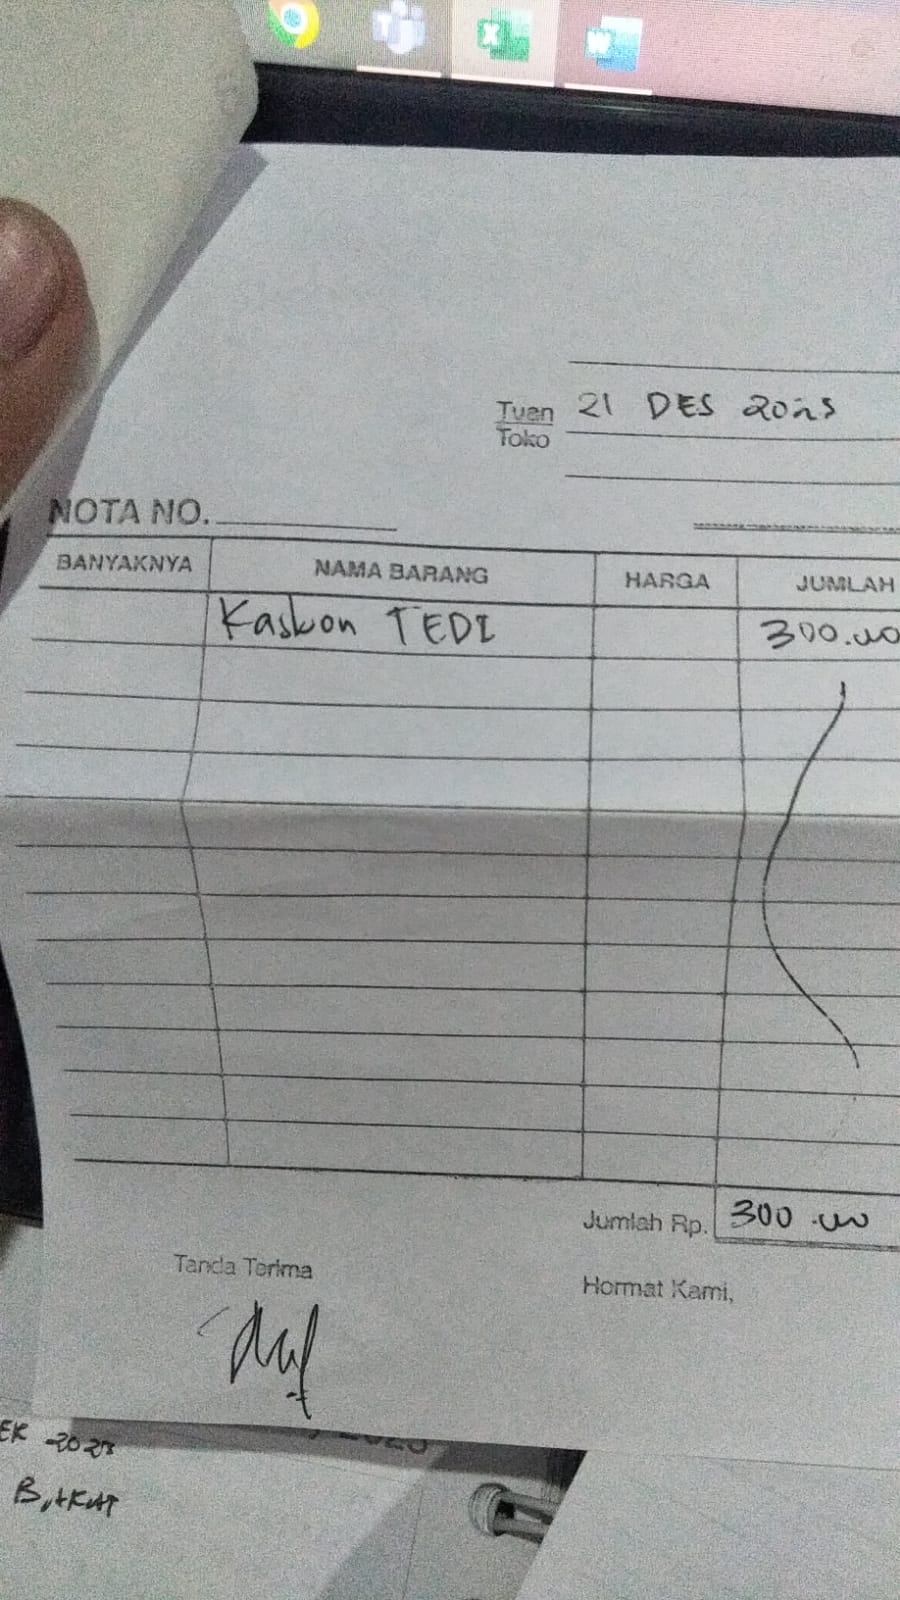 Tuan 21 DES 2025
Toko
NOTA NO.
BANYAKNYA NAMA BARANG HARGA JUMLAH
Kasbon TEDI 300.000
Jumlah Rp. 300.000
Tanda Terima
Hormat Kami,